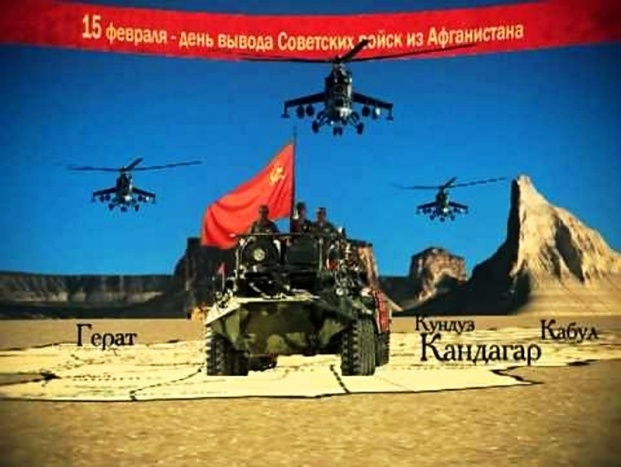 15 февраля - день вывода Советских войск из Афганистана
Герат
Кундуз
Кабул
Кандагар